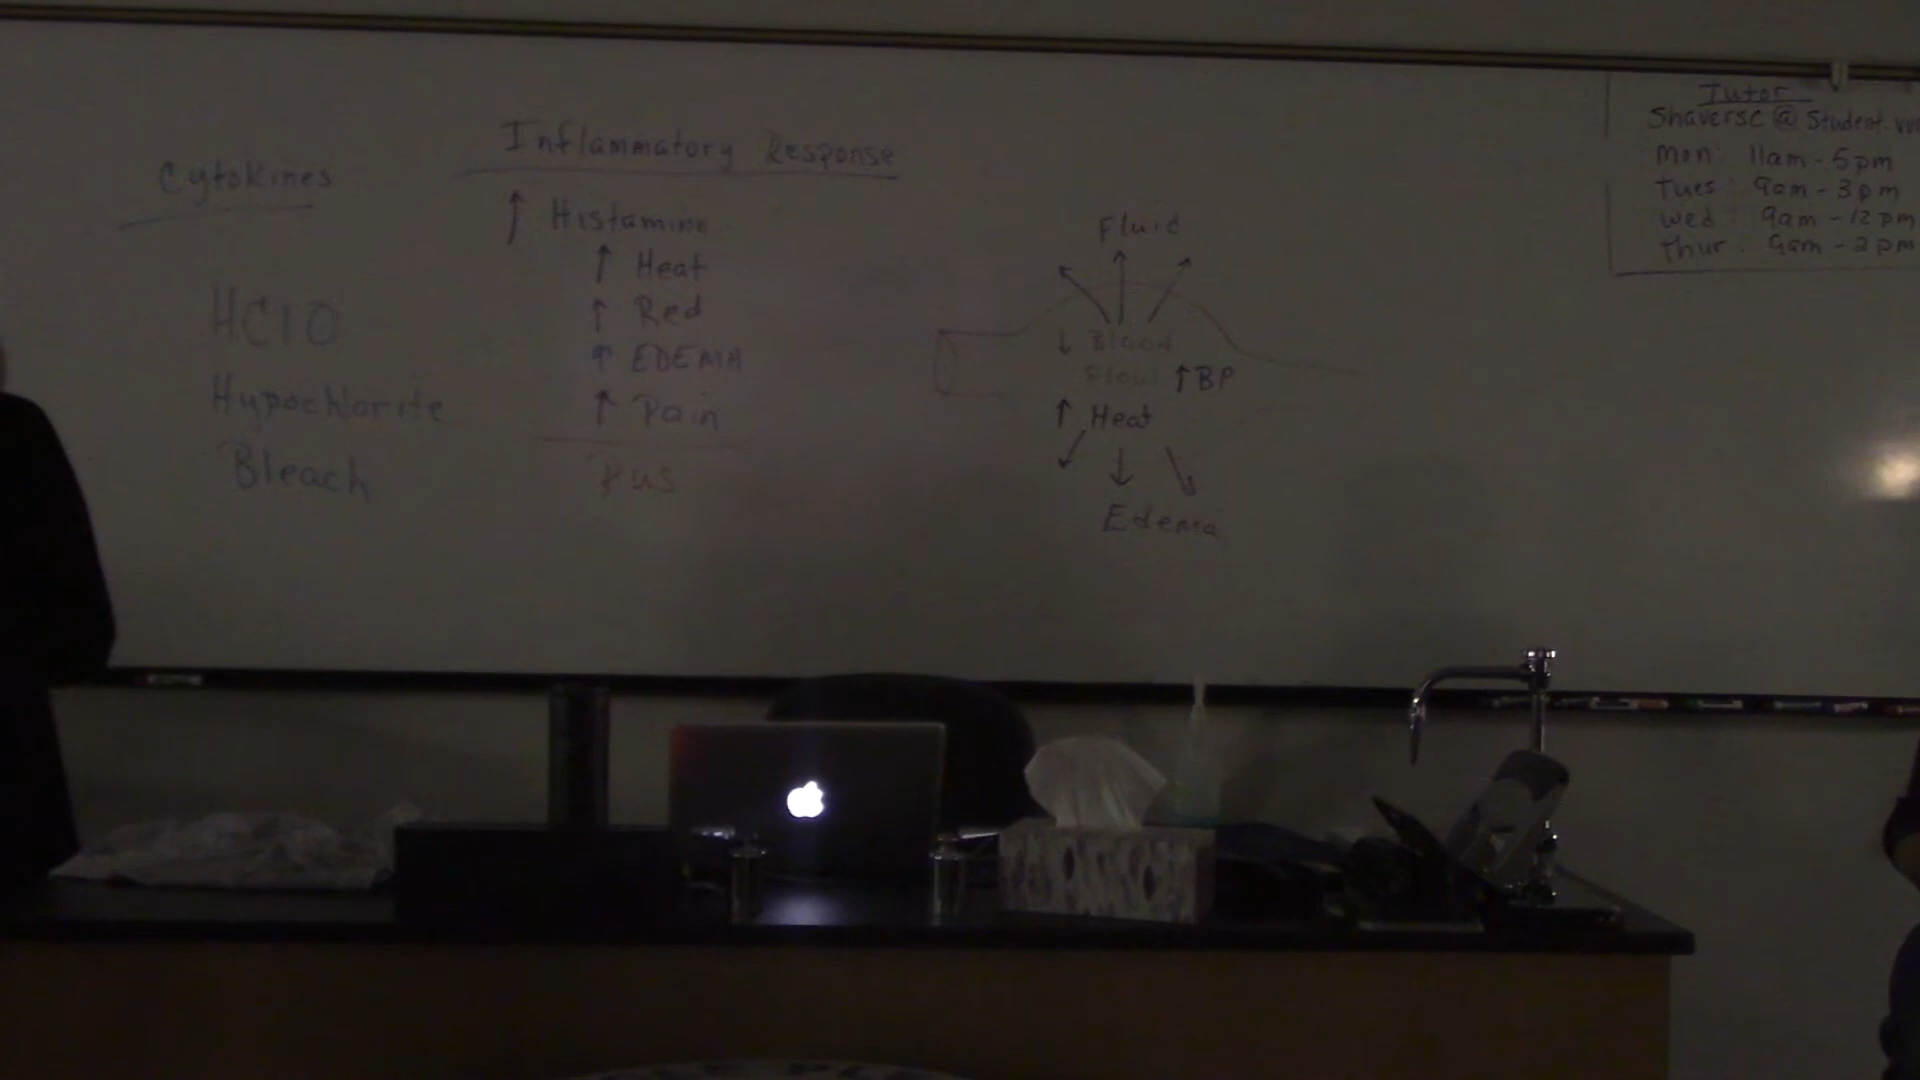 Cytokines
HClO
Hypochlorite
Bleach
Inflammatory Response
↑ Histamine
↑ Heat
↑ Red
↑ EDEMA
↑ Pain
Pus
Fluid
↓ Blood
Flow ↑BP
↑ Heat
Edema
Tutor
Shaversc @ Student.
Mon: 11am - 5pm
Tues: 9am - 3pm
Wed: 9am - 12pm
Thur: 9am - 2pm